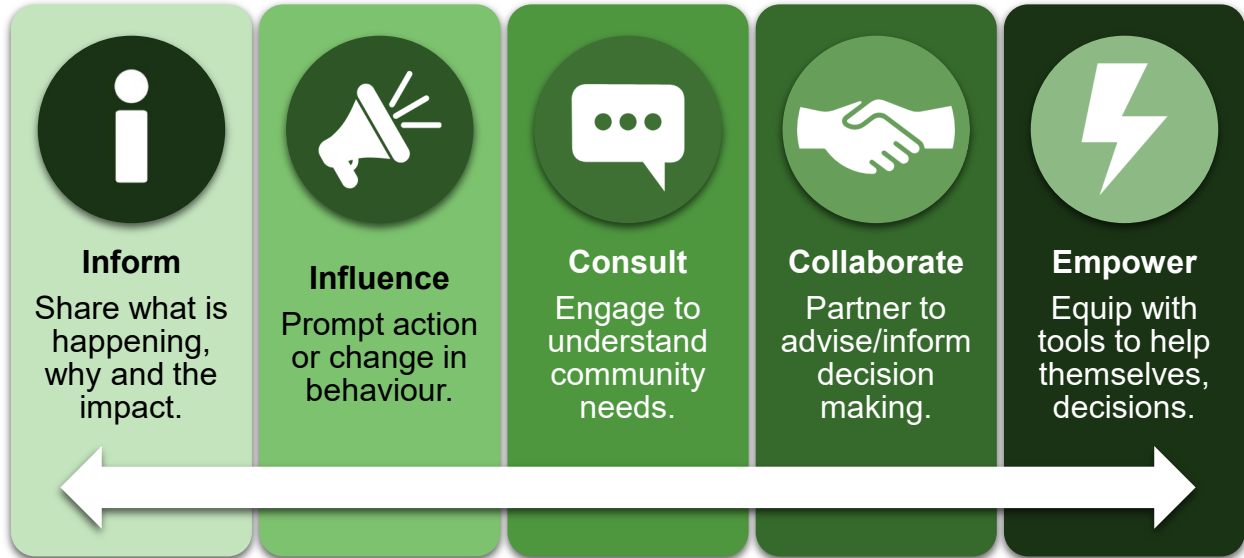 Inform
Share what is
happening,
why and the
impact.
Influence
Prompt action
or change in
behaviour.
Consult
Engage to
understand
community
needs.
Collaborate
Partner to
advise/inform
decision
making.
Empower
Equip with
tools to help
themselves,
decisions.